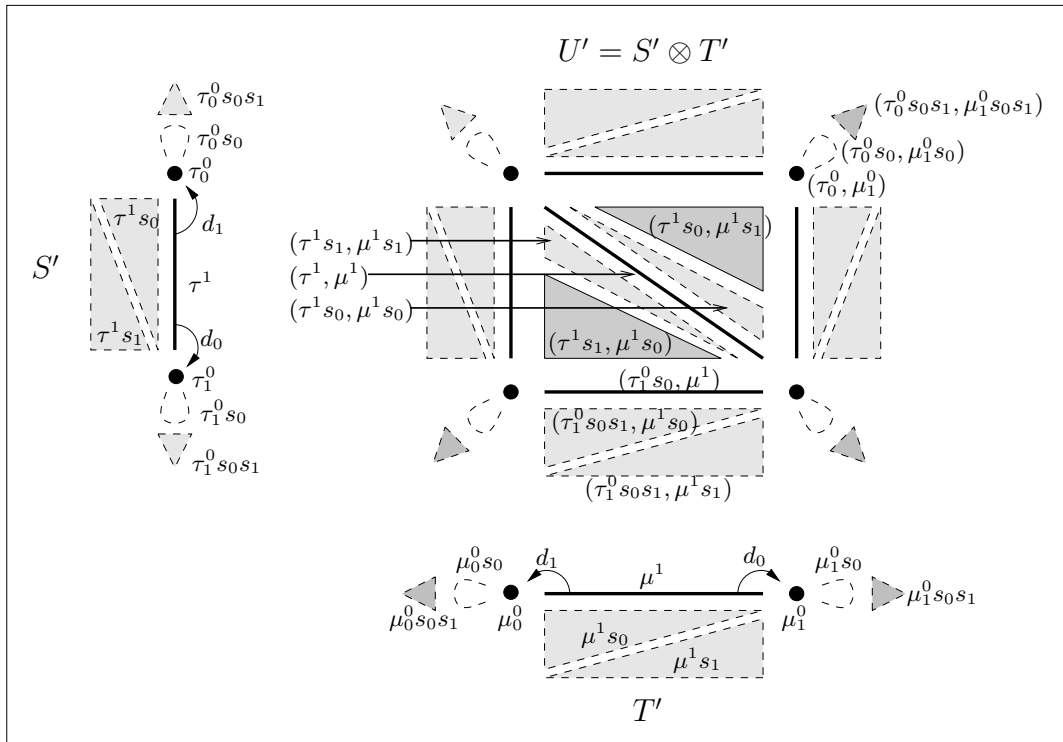 U′ = S′ ⊗ T′
τ₀⁰s₀s₁
τ₀⁰s₀
τ₀⁰
(τ₀⁰s₀s₁, μ₁⁰s₀s₁)
(τ₀⁰s₀, μ₁⁰s₀)
(τ₀⁰, μ₁⁰)
τ¹s₀
d₁
(τ¹s₀, μ¹s₁)
(τ¹s₁, μ¹s₁)
S′
τ¹
(τ¹, μ¹)
(τ¹s₀, μ¹s₀)
τ¹s₁
d₀
(τ¹s₁, μ¹s₀)
τ₁⁰
(τ₁⁰s₀, μ¹)
τ₁⁰s₀
(τ₁⁰s₀s₁, μ¹s₀)
τ₁⁰s₀s₁
(τ₁⁰s₀s₁, μ¹s₁)
μ₀⁰s₀
d₁
μ¹
d₀
μ₁⁰s₀
μ₀⁰s₀s₁
μ₀⁰
μ₁⁰
μ₁⁰s₀s₁
μ¹s₀
μ¹s₁
T′